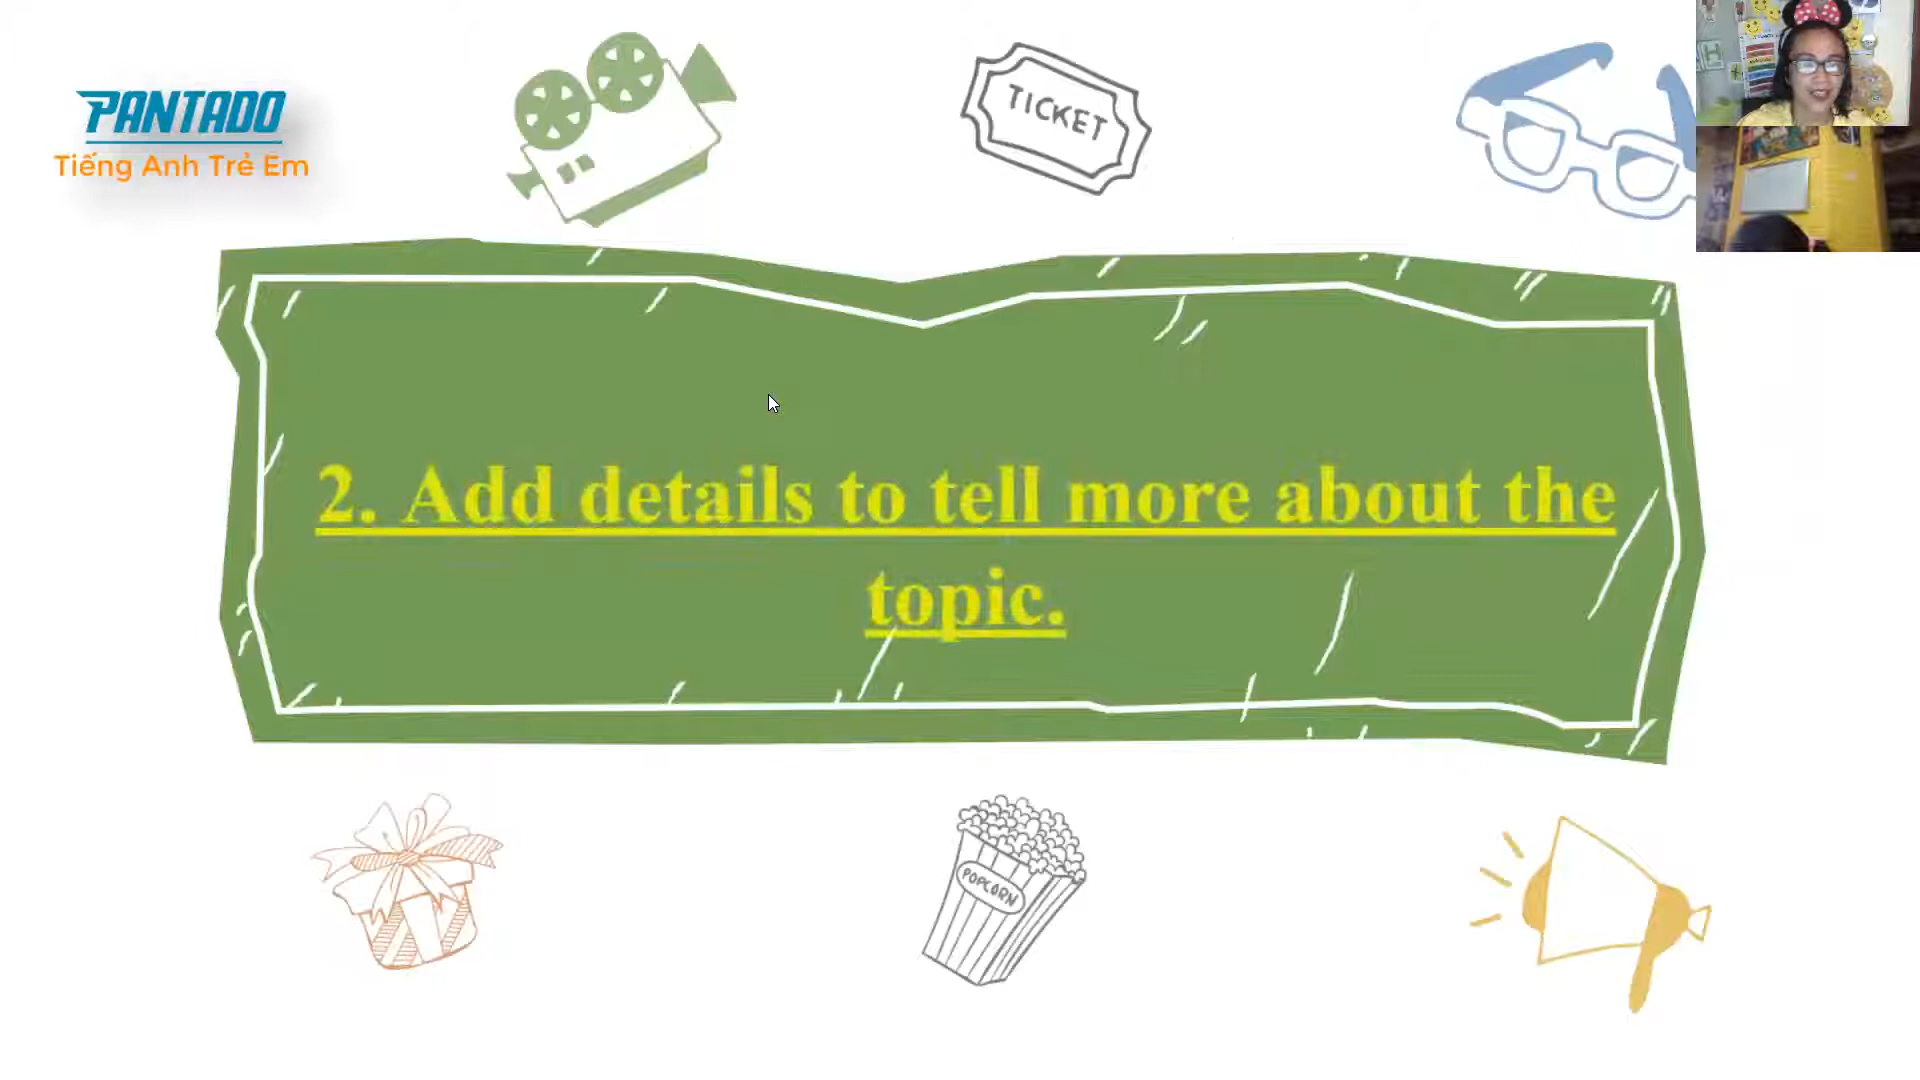 PANTADO
Tiếng Anh Trẻ Em
TICKET
2. Add details to tell more about the
topic.
POPCORN